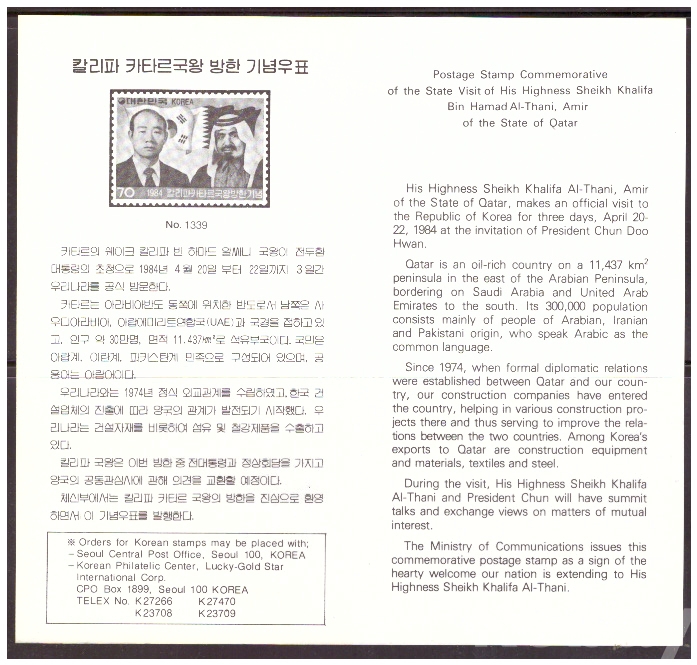 칼리파 카타르국왕 방한 기념우표
대한민국 KOREA
70 1984 칼리파카타르국왕방한기념
No. 1339
카타르의 쉐이크 칼리파 빈 하마드 알싸니 국왕이 전두환
대통령의 초청으로 1984년 4월 20일 부터 22일까지 3일간
우리나라를 공식 방문한다.
카타르는 아라비아반도 동쪽에 위치한 반도로서 남쪽은 사
우디아라비아, 아랍에미리트연합국(UAE)과 국경을 접하고 있
고, 인구 약 30만명, 면적 11.437㎢로 석유부국이다. 국민은
아랍계, 이란계, 파키스탄계 민족으로 구성되어 있으며, 공
용어는 아랍어이다.
우리나라와는 1974년 정식 외교관계를 수립하였고, 한국 건
설업체의 진출에 따라 양국의 관계가 발전되기 시작했다. 우
리나라는 건설자재를 비롯하여 섬유 및 철강제품을 수출하고
있다.
칼리파 국왕은 이번 방한 중 전대통령과 정상회담을 가지고
양국의 공동관심사에 관해 의견을 교환할 예정이다.
체신부에서는 칼리파 카타르 국왕의 방한을 진심으로 환영
하면서 이 기념우표를 발행한다.
※ Orders for Korean stamps may be placed with;
– Seoul Central Post Office, Seoul 100, KOREA
– Korean Philatelic Center, Lucky-Gold Star
International Corp.
CPO Box 1899, Seoul 100 KOREA
TELEX No. K27266 K27470
K23708 K23709
Postage Stamp Commemorative
of the State Visit of His Highness Sheikh Khalifa
Bin Hamad Al-Thani, Amir
of the State of Qatar
His Highness Sheikh Khalifa Al-Thani, Amir
of the State of Qatar, makes an official visit to
the Republic of Korea for three days, April 20-
22, 1984 at the invitation of President Chun Doo
Hwan.
Qatar is an oil-rich country on a 11,437 km²
peninsula in the east of the Arabian Peninsula,
bordering on Saudi Arabia and United Arab
Emirates to the south. Its 300,000 population
consists mainly of people of Arabian, Iranian
and Pakistani origin, who speak Arabic as the
common language.
Since 1974, when formal diplomatic relations
were established between Qatar and our coun-
try, our construction companies have entered
the country, helping in various construction pro-
jects there and thus serving to improve the rela-
tions between the two countries. Among Korea's
exports to Qatar are construction equipment
and materials, textiles and steel.
During the visit, His Highness Sheikh Khalifa
Al-Thani and President Chun will have summit
talks and exchange views on matters of mutual
interest.
The Ministry of Communications issues this
commemorative postage stamp as a sign of the
hearty welcome our nation is extending to His
Highness Sheikh Khalifa Al-Thani.